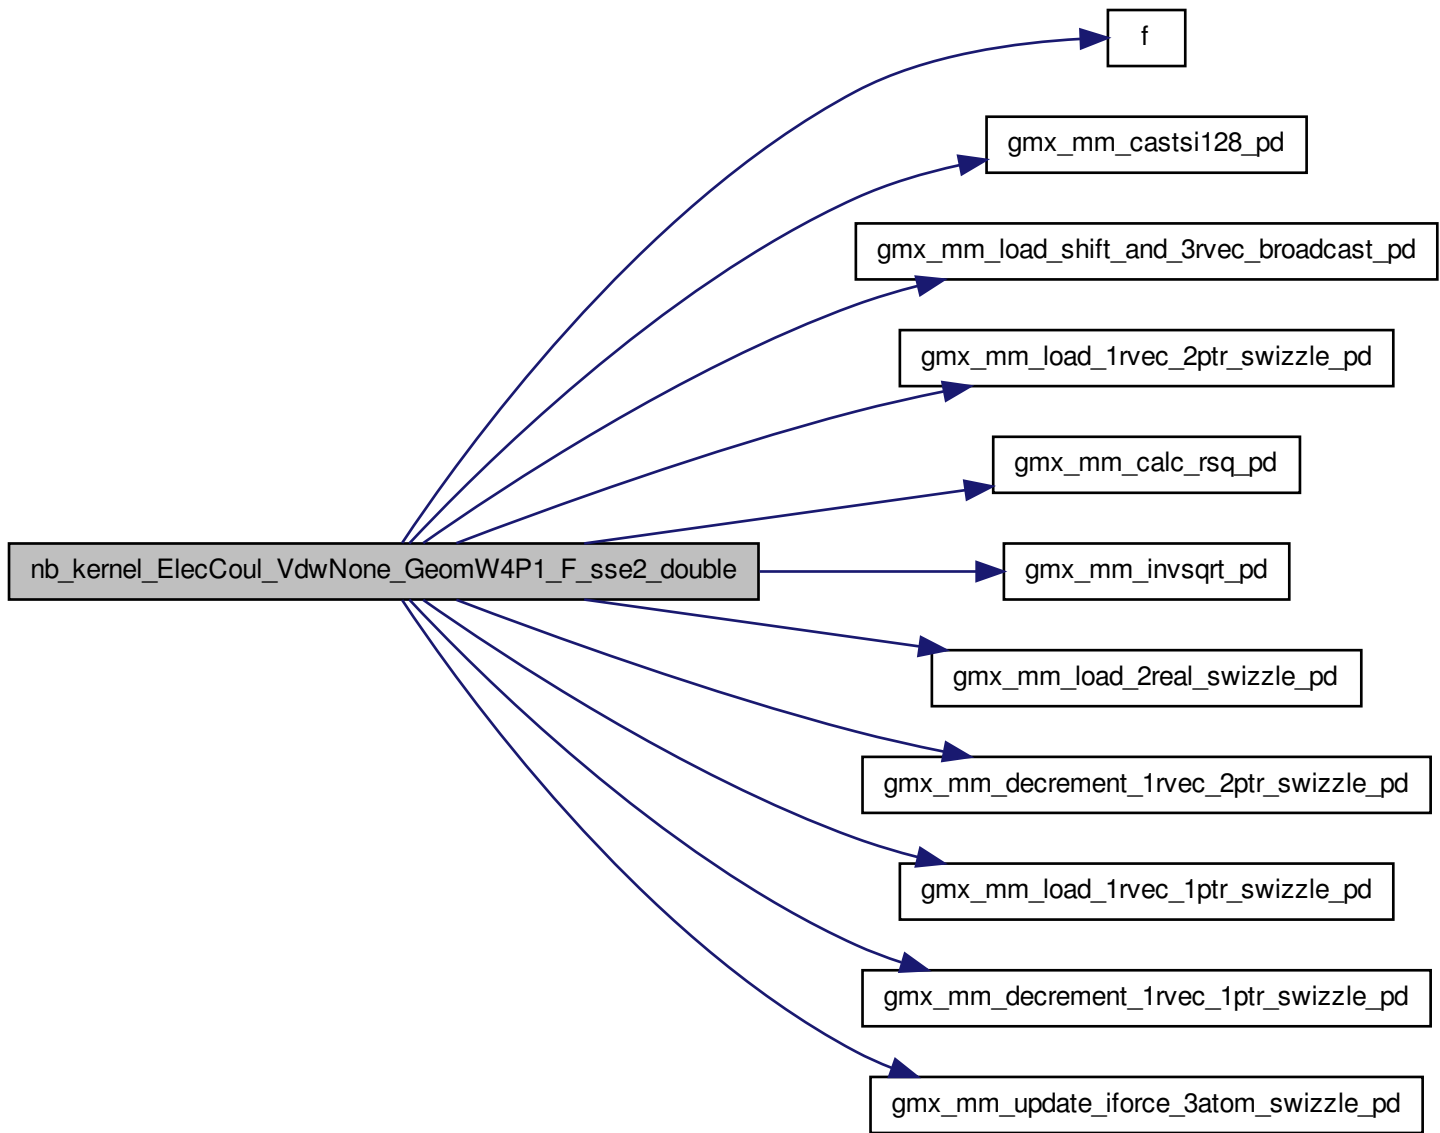 f
gmx_mm_castsi128_pd
gmx_mm_load_shift_and_3rvec_broadcast_pd
gmx_mm_load_1rvec_2ptr_swizzle_pd
gmx_mm_calc_rsq_pd
nb_kernel_ElecCoul_VdwNone_GeomW4P1_F_sse2_double
gmx_mm_invsqrt_pd
gmx_mm_load_2real_swizzle_pd
gmx_mm_decrement_1rvec_2ptr_swizzle_pd
gmx_mm_load_1rvec_1ptr_swizzle_pd
gmx_mm_decrement_1rvec_1ptr_swizzle_pd
gmx_mm_update_iforce_3atom_swizzle_pd